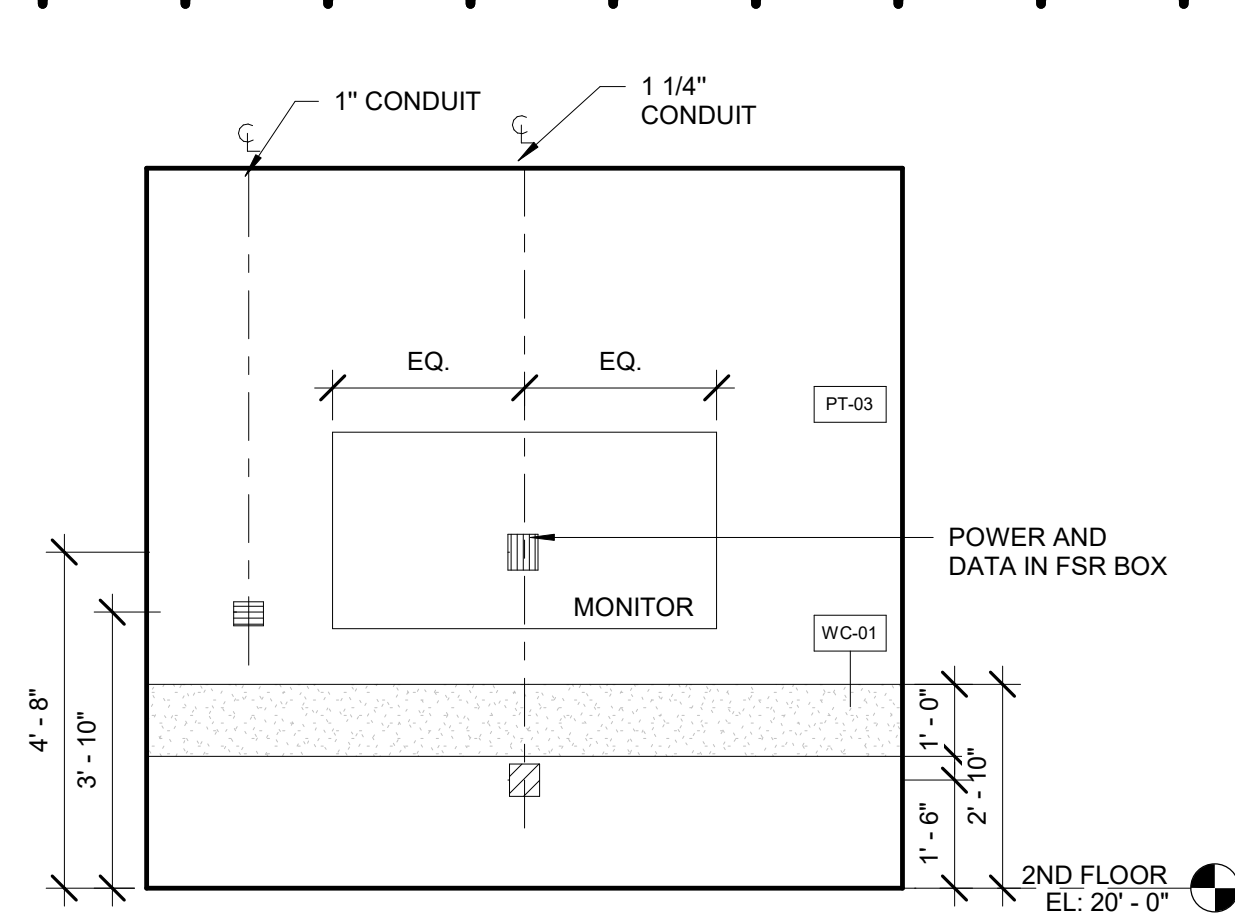 1" CONDUIT
1 1/4"
CONDUIT
EQ.
EQ.
PT-03
POWER AND
DATA IN FSR BOX
MONITOR
WC-01
4' - 8"
3' - 10"
1' - 0"
2' - 10"
1' - 6"
2ND FLOOR
EL: 20' - 0"